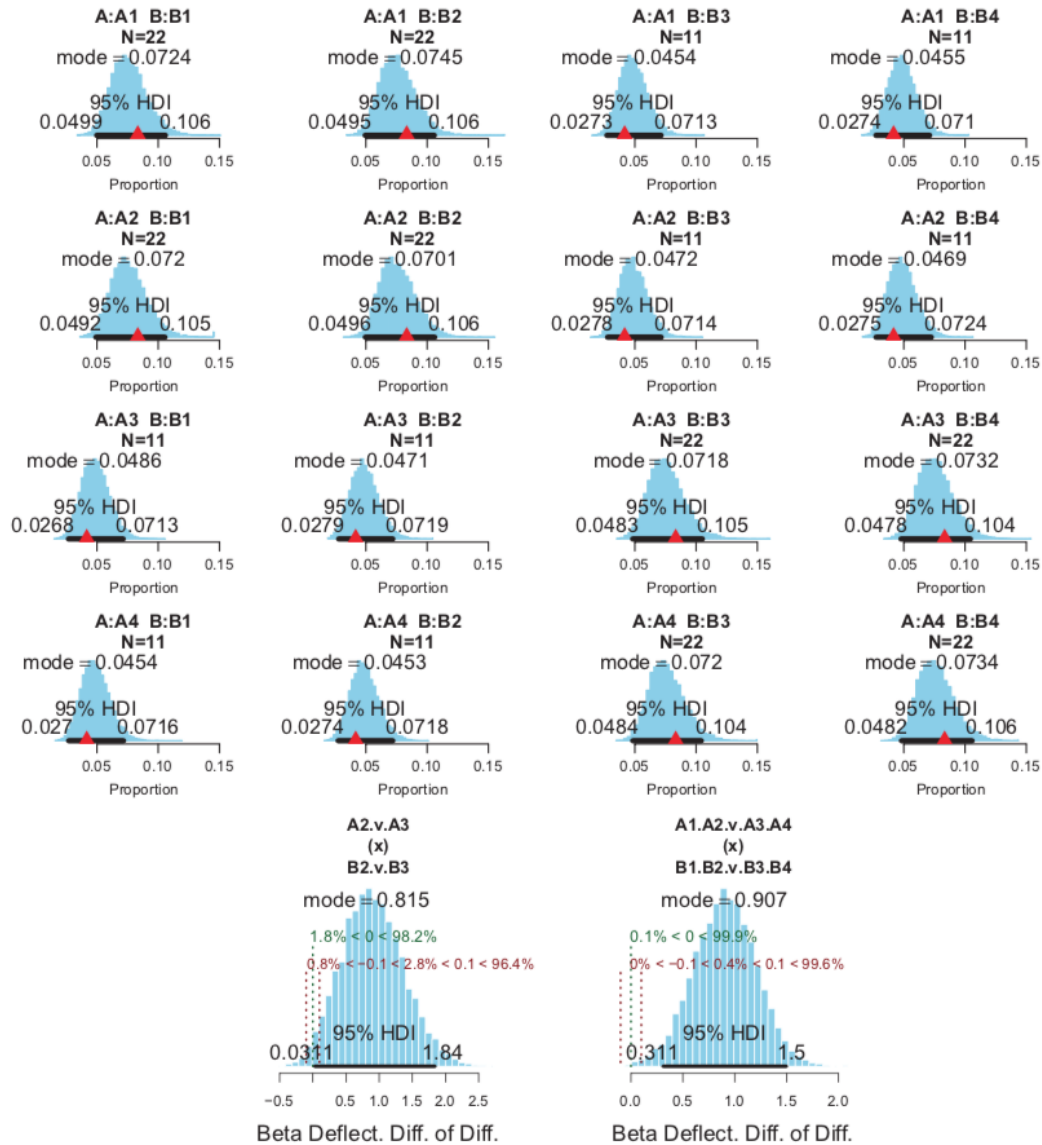 A:A1 B:B1
N=22
mode = 0.0724
95% HDI
0.0499 0.106
0.05 0.10 0.15
Proportion
A:A1 B:B2
N=22
mode = 0.0745
95% HDI
0.0495 0.106
0.05 0.10 0.15
Proportion
A:A1 B:B3
N=11
mode = 0.0454
95% HDI
0.0273 0.0713
0.05 0.10 0.15
Proportion
A:A1 B:B4
N=11
mode = 0.0455
95% HDI
0.0274 0.071
0.05 0.10 0.15
Proportion
A:A2 B:B1
N=22
mode = 0.072
95% HDI
0.0492 0.105
0.05 0.10 0.15
Proportion
A:A2 B:B2
N=22
mode = 0.0701
95% HDI
0.0496 0.106
0.05 0.10 0.15
Proportion
A:A2 B:B3
N=11
mode = 0.0472
95% HDI
0.0278 0.0714
0.05 0.10 0.15
Proportion
A:A2 B:B4
N=11
mode = 0.0469
95% HDI
0.0275 0.0724
0.05 0.10 0.15
Proportion
A:A3 B:B1
N=11
mode = 0.0486
95% HDI
0.0268 0.0713
0.05 0.10 0.15
Proportion
A:A3 B:B2
N=11
mode = 0.0471
95% HDI
0.0279 0.0719
0.05 0.10 0.15
Proportion
A:A3 B:B3
N=22
mode = 0.0718
95% HDI
0.0483 0.105
0.05 0.10 0.15
Proportion
A:A3 B:B4
N=22
mode = 0.0732
95% HDI
0.0478 0.104
0.05 0.10 0.15
Proportion
A:A4 B:B1
N=11
mode = 0.0454
95% HDI
0.027 0.0716
0.05 0.10 0.15
Proportion
A:A4 B:B2
N=11
mode = 0.0453
95% HDI
0.0274 0.0718
0.05 0.10 0.15
Proportion
A:A4 B:B3
N=22
mode = 0.072
95% HDI
0.0484 0.104
0.05 0.10 0.15
Proportion
A:A4 B:B4
N=22
mode = 0.0734
95% HDI
0.0482 0.106
0.05 0.10 0.15
Proportion
A2.v.A3
(x)
B2.v.B3
mode = 0.815
1.8% < 0 < 98.2%
0.8% < −0.1 < 2.8% < 0.1 < 96.4%
95% HDI
0.0311 1.84
−0.5 0.5 1.0 1.5 2.0 2.5
Beta Deflect. Diff. of Diff.
A1.A2.v.A3.A4
(x)
B1.B2.v.B3.B4
mode = 0.907
0.1% < 0 < 99.9%
0% < −0.1 < 0.4% < 0.1 < 99.6%
95% HDI
0.311 1.5
0.0 0.5 1.0 1.5 2.0
Beta Deflect. Diff. of Diff.